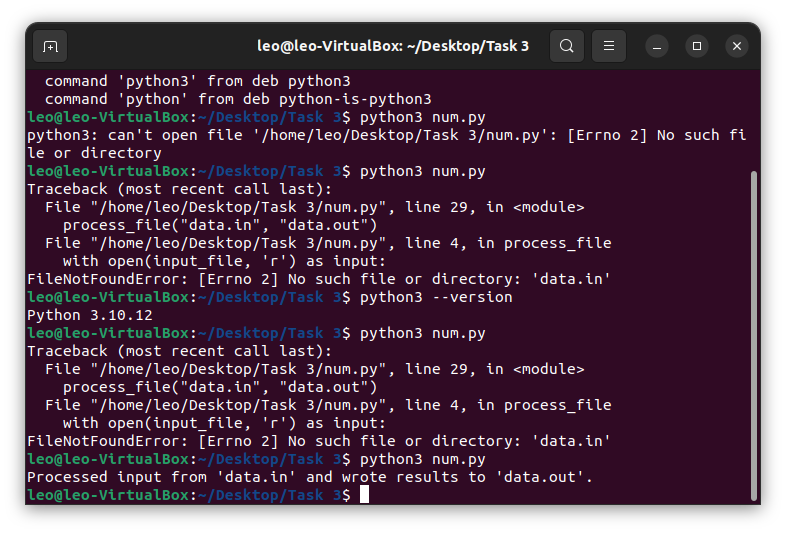 leo@leo-VirtualBox: ~/Desktop/Task 3
command 'python3' from deb python3
command 'python' from deb python-is-python3
leo@leo-VirtualBox:~/Desktop/Task 3$ python3 num.py
python3: can't open file '/home/leo/Desktop/Task 3/num.py': [Errno 2] No such fi
le or directory
leo@leo-VirtualBox:~/Desktop/Task 3$ python3 num.py
Traceback (most recent call last):
  File "/home/leo/Desktop/Task 3/num.py", line 29, in <module>
    process_file("data.in", "data.out")
  File "/home/leo/Desktop/Task 3/num.py", line 4, in process_file
    with open(input_file, 'r') as input:
FileNotFoundError: [Errno 2] No such file or directory: 'data.in'
leo@leo-VirtualBox:~/Desktop/Task 3$ python3 --version
Python 3.10.12
leo@leo-VirtualBox:~/Desktop/Task 3$ python3 num.py
Traceback (most recent call last):
  File "/home/leo/Desktop/Task 3/num.py", line 29, in <module>
    process_file("data.in", "data.out")
  File "/home/leo/Desktop/Task 3/num.py", line 4, in process_file
    with open(input_file, 'r') as input:
FileNotFoundError: [Errno 2] No such file or directory: 'data.in'
leo@leo-VirtualBox:~/Desktop/Task 3$ python3 num.py
Processed input from 'data.in' and wrote results to 'data.out'.
leo@leo-VirtualBox:~/Desktop/Task 3$